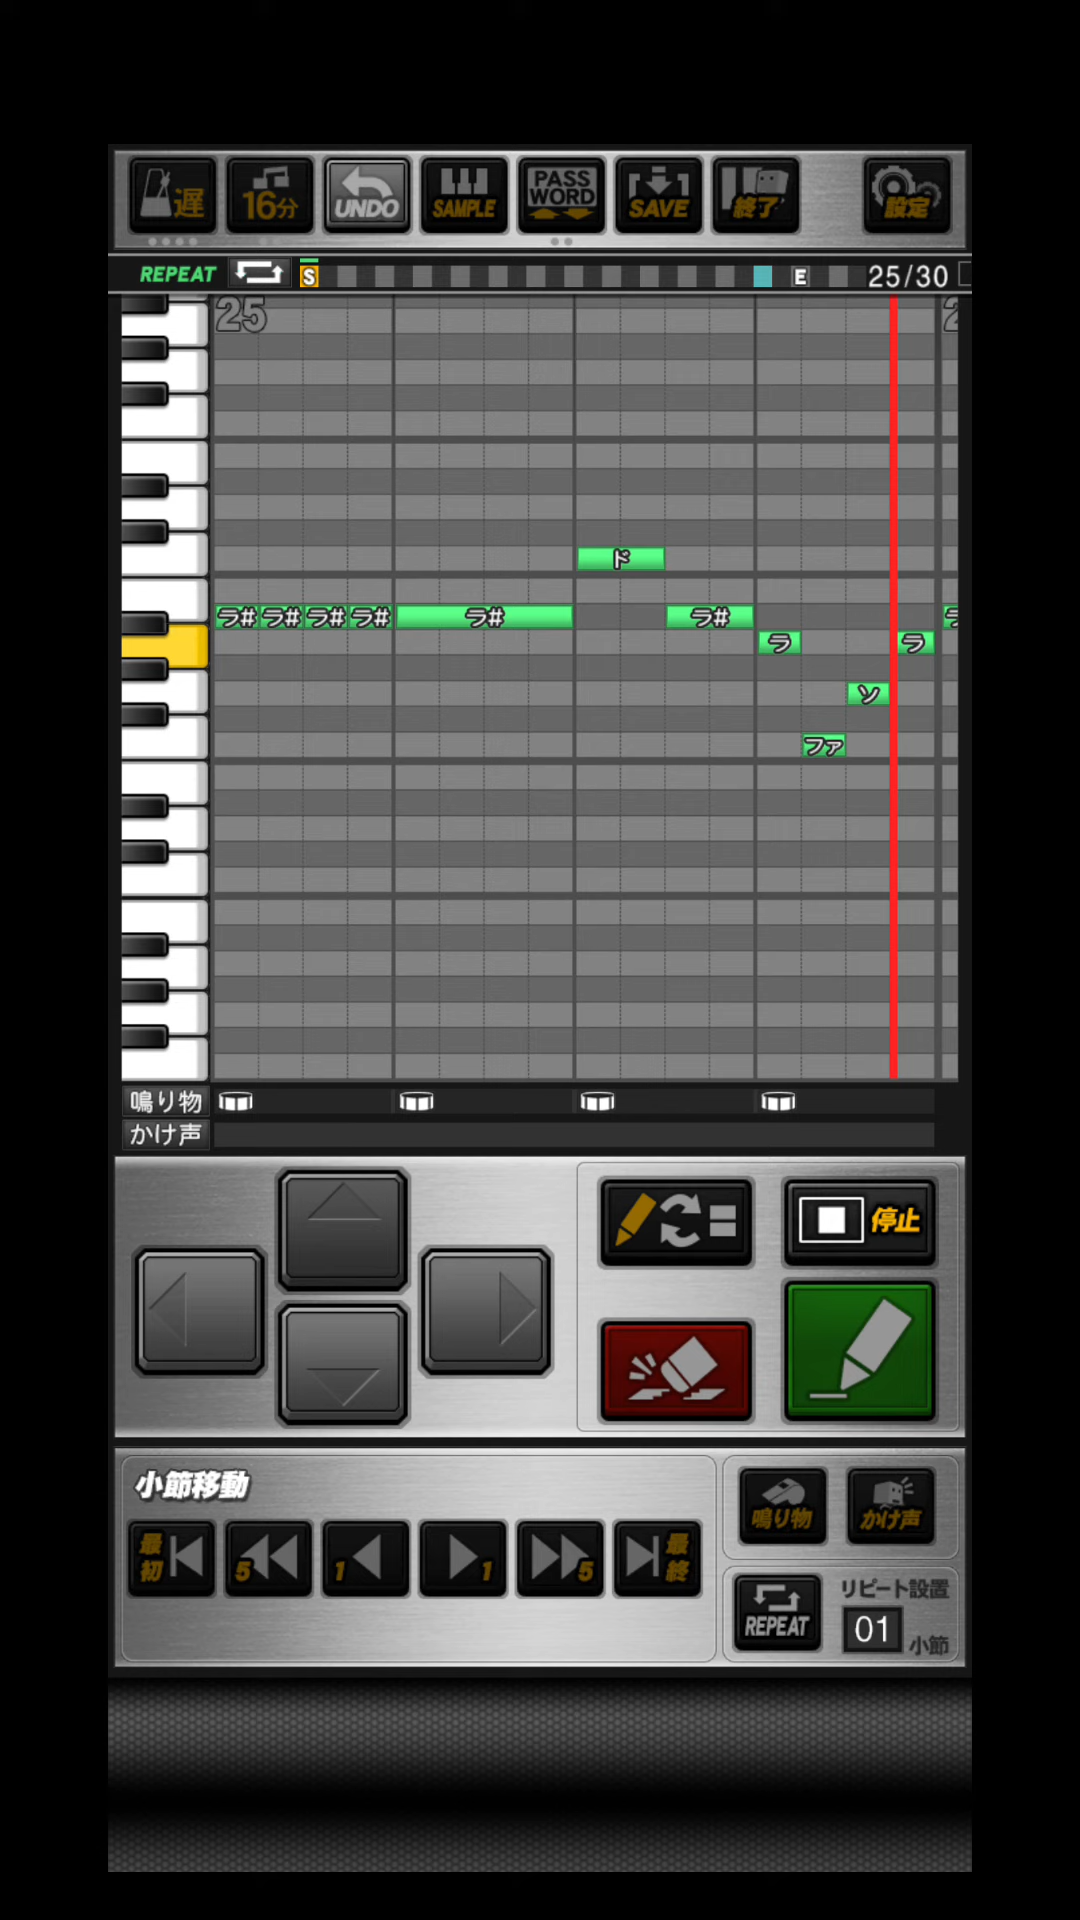 遅 16分 UNDO SAMPLE PASS WORD SAVE 終了 設定
REPEAT S E 25/30
25
ド
ラ# ラ# ラ# ラ# ラ# ラ#
ラ ラ
ソ
ファ
鳴り物
かけ声
停止
小節移動
最初 5 1 1 5 最終
鳴り物 かけ声
REPEAT リピート設置
01 小節